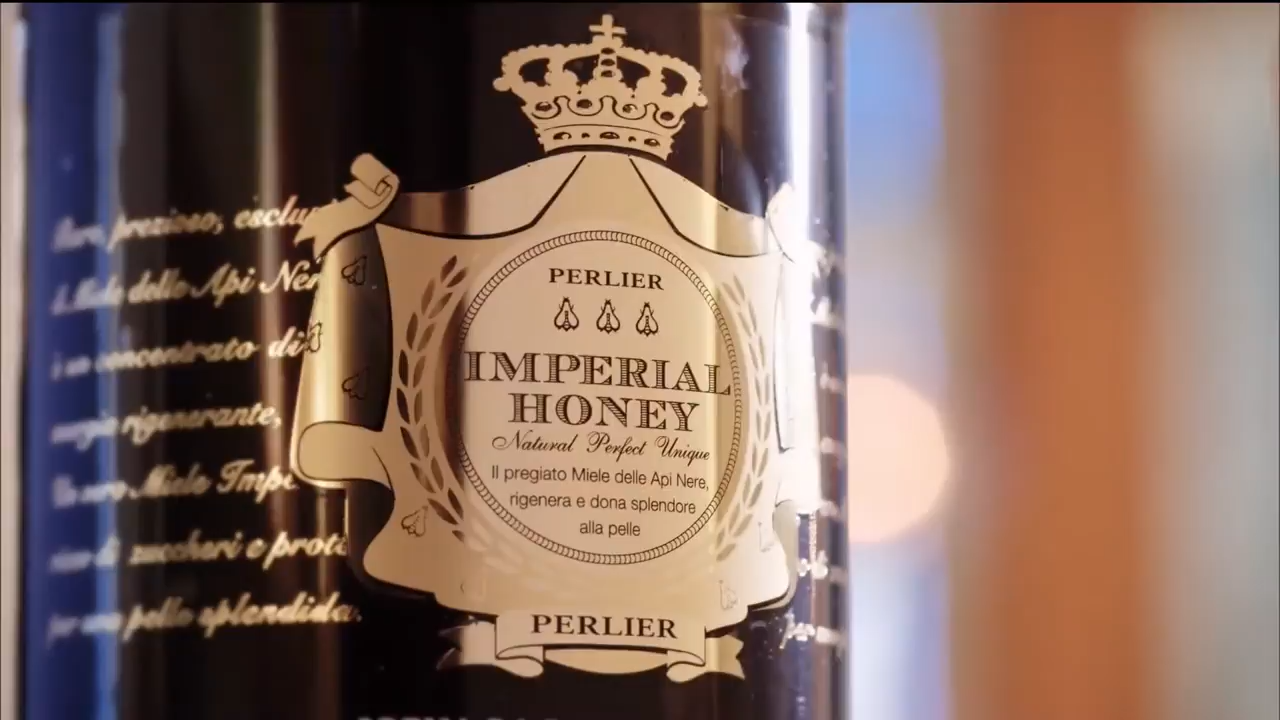 Raro, prezioso, esclus
il Miele delle Api Ner
è un concentrato di
energia rigenerante,
Un vero Miele Impe
ricco di zuccheri e prote
per una pelle splendida.
PERLIER
IMPERIAL
HONEY
Natural Perfect Unique
Il pregiato Miele delle Api Nere,
rigenera e dona splendore
alla pelle
PERLIER